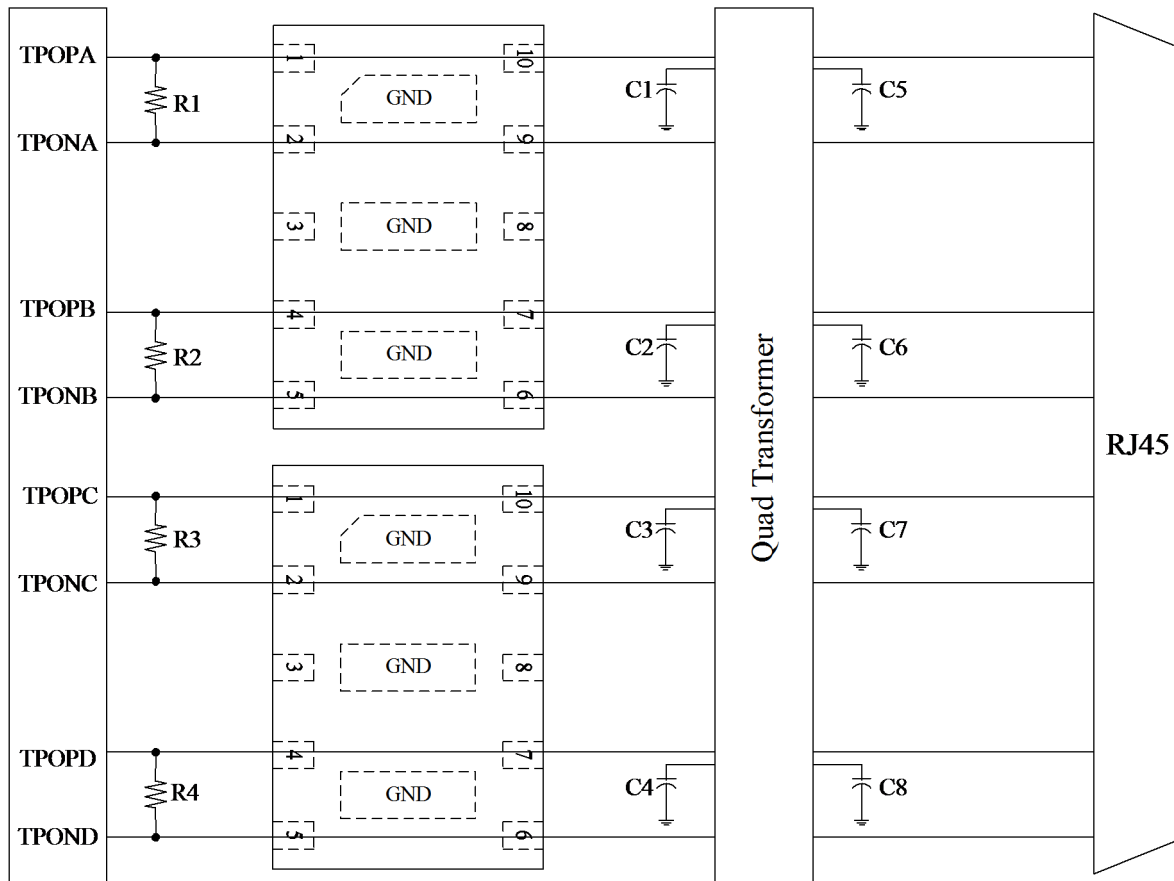 TPOPA
1
10
R1
GND
C1
C5
TPONA
2
9
3
GND
8
TPOPB
4
7
R2
GND
C2
C6
TPONB
5
6
Quad Transformer
RJ45
TPOPC
1
10
R3
GND
C3
C7
TPONC
2
9
3
GND
8
TPOPD
4
7
R4
GND
C4
C8
TPOND
5
6